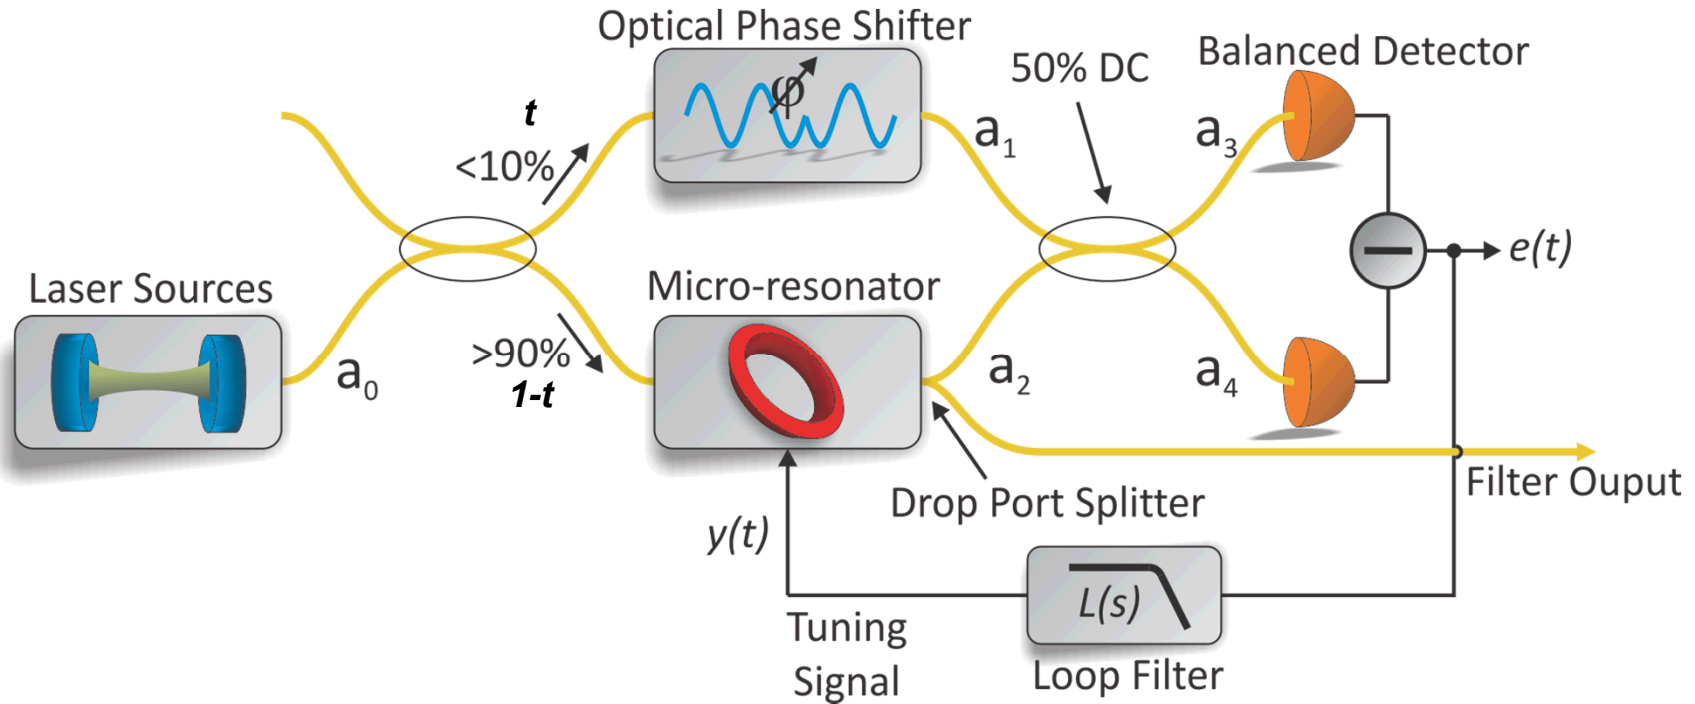 Optical Phase Shifter
φ
50% DC
Balanced Detector
t
<10%
a1
a3
e(t)
Laser Sources
a0
>90%
1-t
Micro-resonator
a2
a4
Drop Port Splitter
Filter Ouput
y(t)
L(s)
Tuning
Signal
Loop Filter